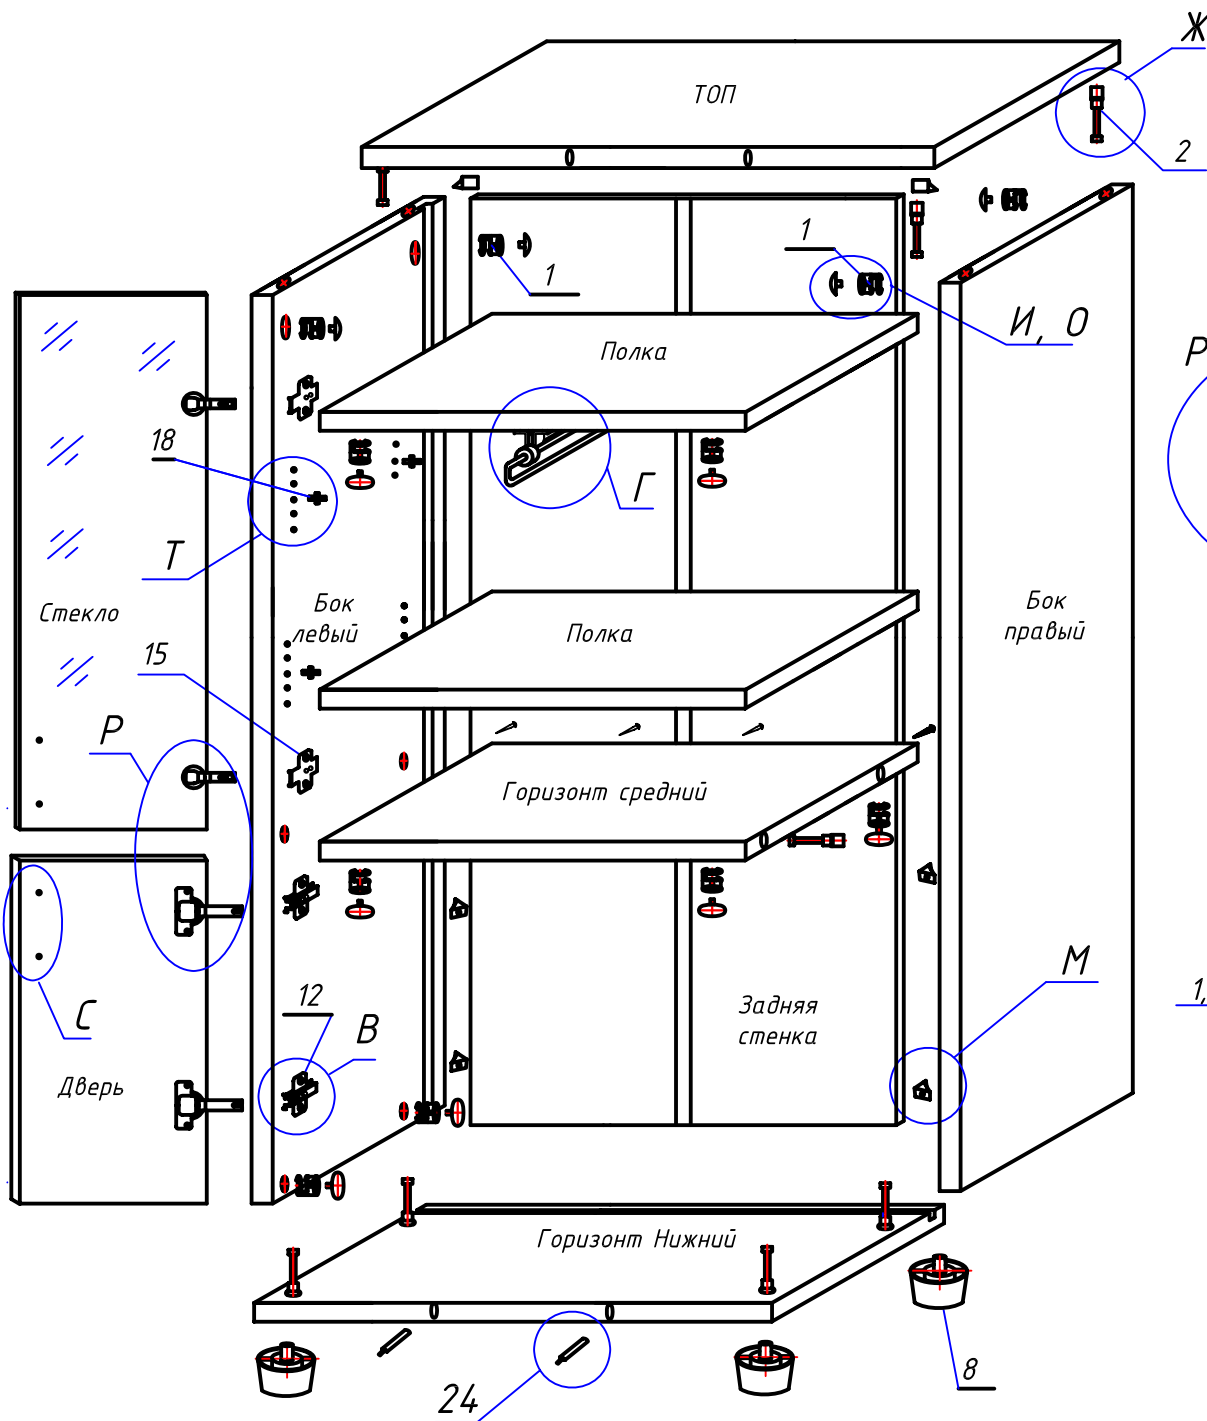 Ж
ТОП
2
1
1
И, О
Р
Полка
18
Г
Т
Стекло
Бок
левый
Полка
Бок
правый
15
Р
Горизонт средний
С
12
В
Задняя
стенка
М
1,
Дверь
Горизонт Нижний
8
24